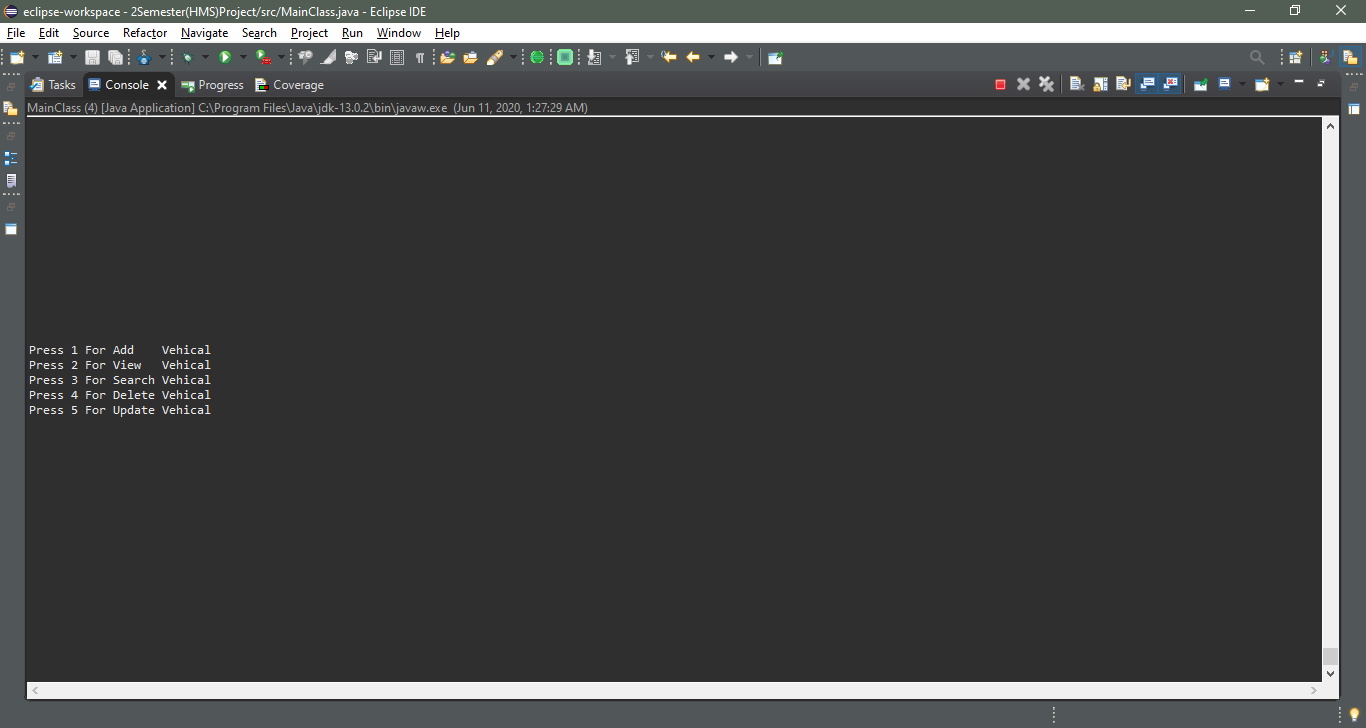 eclipse-workspace - 2Semester(HMS)Project/src/MainClass.java - Eclipse IDE
File Edit Source Refactor Navigate Search Project Run Window Help
Tasks Console Progress Coverage
MainClass (4) [Java Application] C:\Program Files\Java\jdk-13.0.2\bin\javaw.exe (Jun 11, 2020, 1:27:29 AM)
Press 1 For Add    Vehical
Press 2 For View   Vehical
Press 3 For Search Vehical
Press 4 For Delete Vehical
Press 5 For Update Vehical